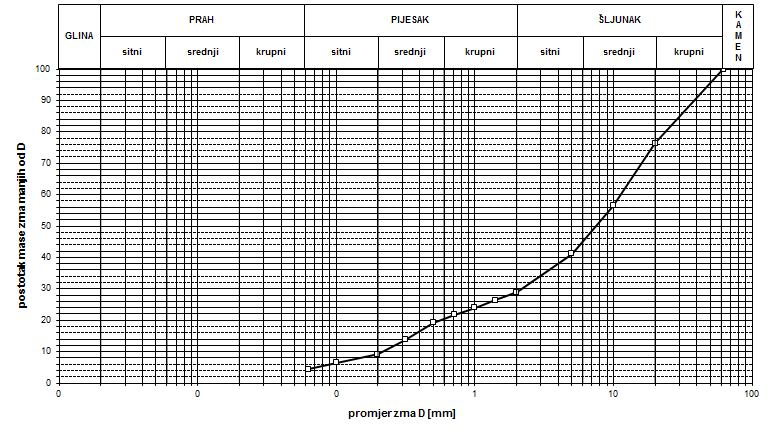 GLINA PRAH PIJESAK ŠLJUNAK KAMEN
sitni srednji krupni sitni srednji krupni sitni srednji krupni
100
90
80
70
60
50
40
30
20
10
0
0 0 0 1 10 100
postotak mase zrna manjih od D
promjer zrna D [mm]